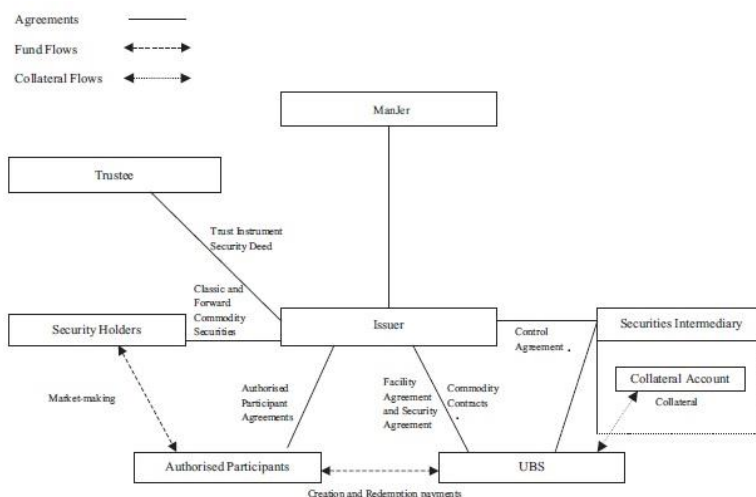 Agreements
Fund Flows
Collateral Flows
ManJer
Trustee
Trust Instrument
Security Deed
Classic and
Forward
Commodity
Securities
Security Holders
Issuer
Securities Intermediary
Control
Agreement
Collateral Account
Collateral
Market-making
Authorised
Participant
Agreements
Facility
Agreement
and Security
Agreement
Commodity
Contracts
Authorised Participants
UBS
Creation and Redemption payments